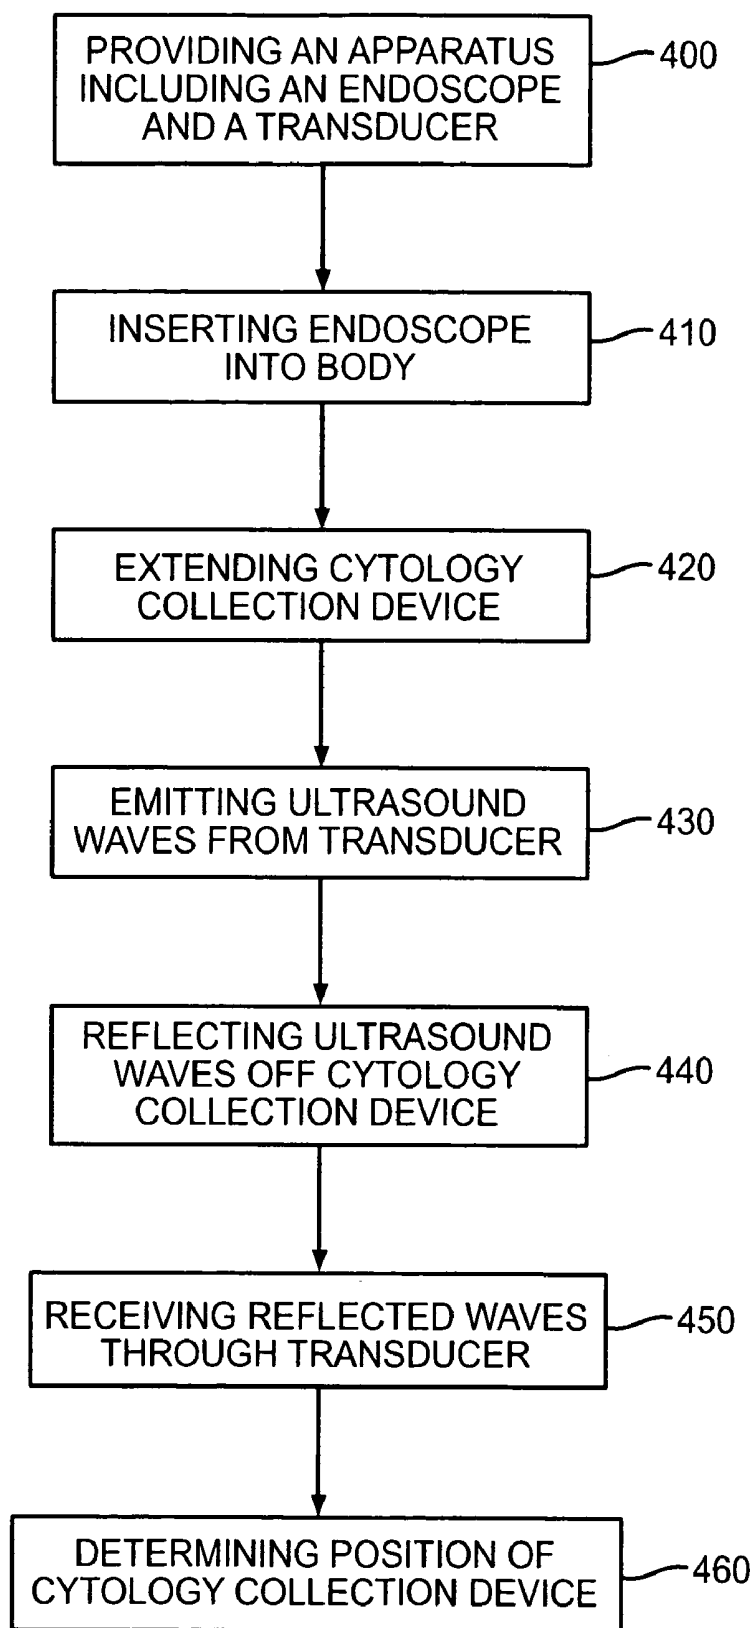 PROVIDING AN APPARATUS
INCLUDING AN ENDOSCOPE
AND A TRANSDUCER
400
INSERTING ENDOSCOPE
INTO BODY
410
EXTENDING CYTOLOGY
COLLECTION DEVICE
420
EMITTING ULTRASOUND
WAVES FROM TRANSDUCER
430
REFLECTING ULTRASOUND
WAVES OFF CYTOLOGY
COLLECTION DEVICE
440
RECEIVING REFLECTED WAVES
THROUGH TRANSDUCER
450
DETERMINING POSITION OF
CYTOLOGY COLLECTION DEVICE
460